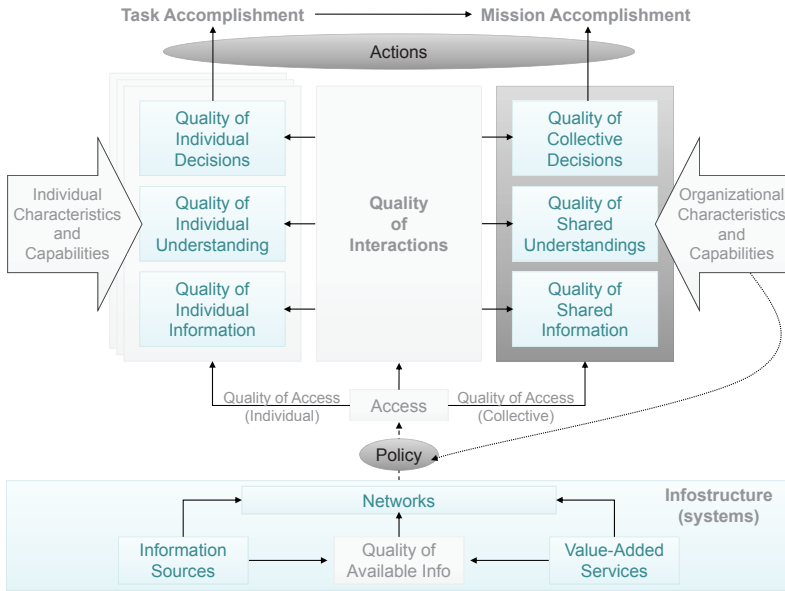 Task Accomplishment
Mission Accomplishment
Actions
Quality of
Individual
Decisions
Quality of
Collective
Decisions
Individual
Characteristics
and
Capabilities
Quality of
Individual
Understanding
Quality
of
Interactions
Quality of
Shared
Understandings
Organizational
Characteristics
and
Capabilities
Quality of
Individual
Information
Quality of
Shared
Information
Quality of Access
(Individual)
Access
Quality of Access
(Collective)
Policy
Networks
Infostructure
(systems)
Information
Sources
Quality of
Available Info
Value-Added
Services